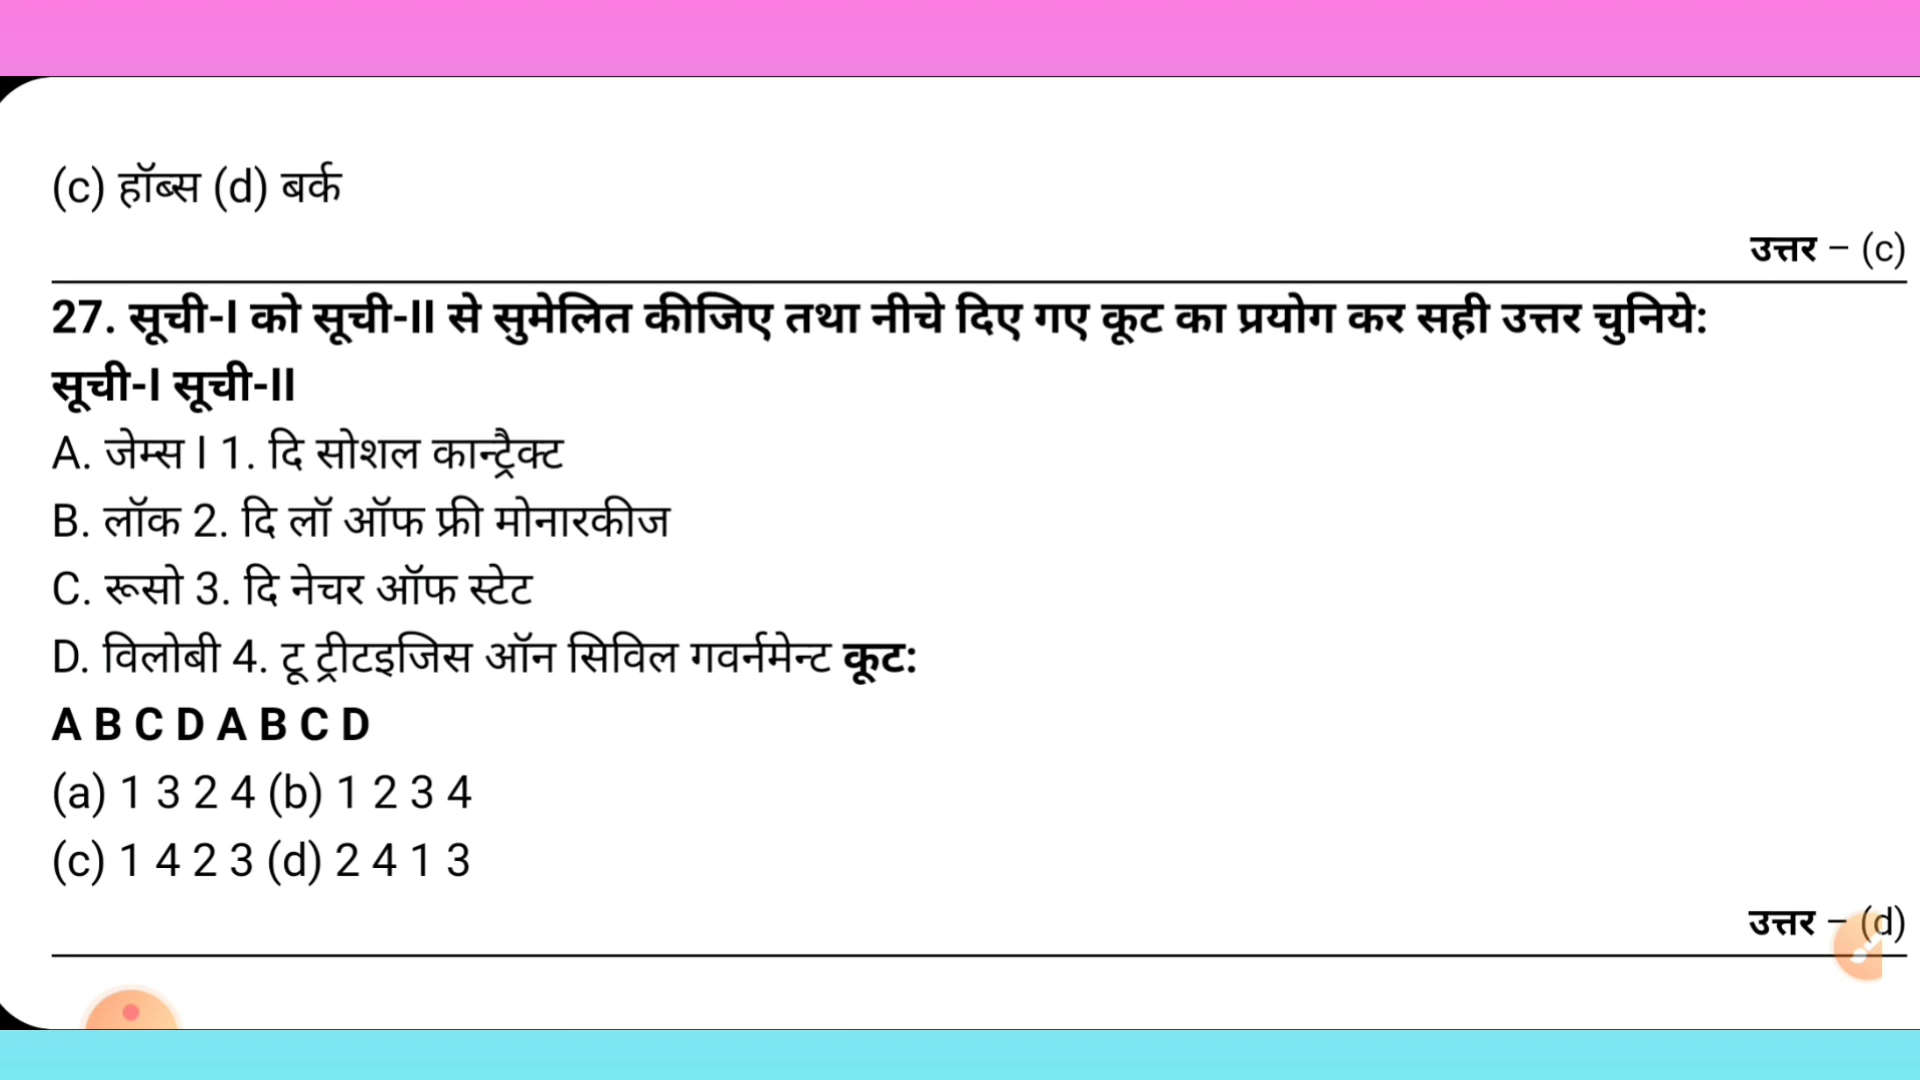 (c) हॉब्स (d) बर्क
उत्तर – (c)
27. सूची-I को सूची-II से सुमेलित कीजिए तथा नीचे दिए गए कूट का प्रयोग कर सही उत्तर चुनिये:
सूची-I सूची-II
A. जेम्स I 1. दि सोशल कान्ट्रैक्ट
B. लॉक 2. दि लॉ ऑफ फ्री मोनारकीज
C. रूसो 3. दि नेचर ऑफ स्टेट
D. विलोबी 4. टू ट्रीटइजिस ऑन सिविल गवर्नमेन्ट कूट:
A B C D A B C D
(a) 1 3 2 4 (b) 1 2 3 4
(c) 1 4 2 3 (d) 2 4 1 3
उत्तर – (d)